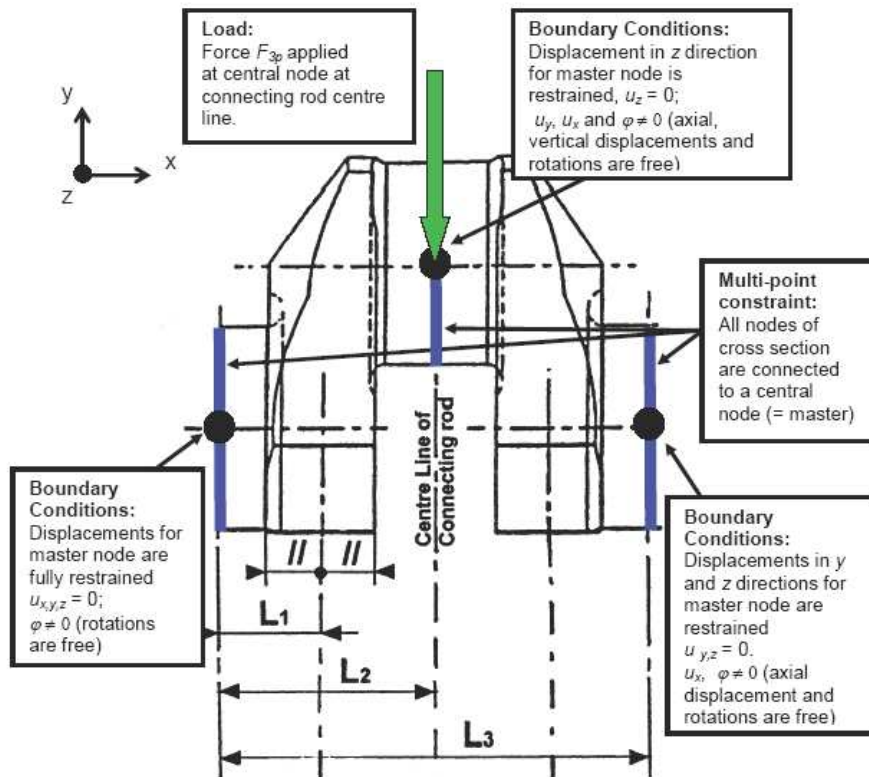 Load:
Force F3p applied
at central node at
connecting rod centre
line.
Boundary Conditions:
Displacement in z direction
for master node is
restrained, uz = 0;
uy, ux and φ ≠ 0 (axial,
vertical displacements and
rotations are free)
y
x
z
Multi-point
constraint:
All nodes of
cross section
are connected
to a central
node (= master)
Centre Line of
Connecting rod
Boundary
Conditions:
Displacements for
master node are
fully restrained
ux,y,z = 0;
φ ≠ 0 (rotations
are free)
Boundary
Conditions:
Displacements in y
and z directions for
master node are
restrained
u y,z = 0.
ux, φ ≠ 0 (axial
displacement and
rotations are free)
// //
L1
L2
L3